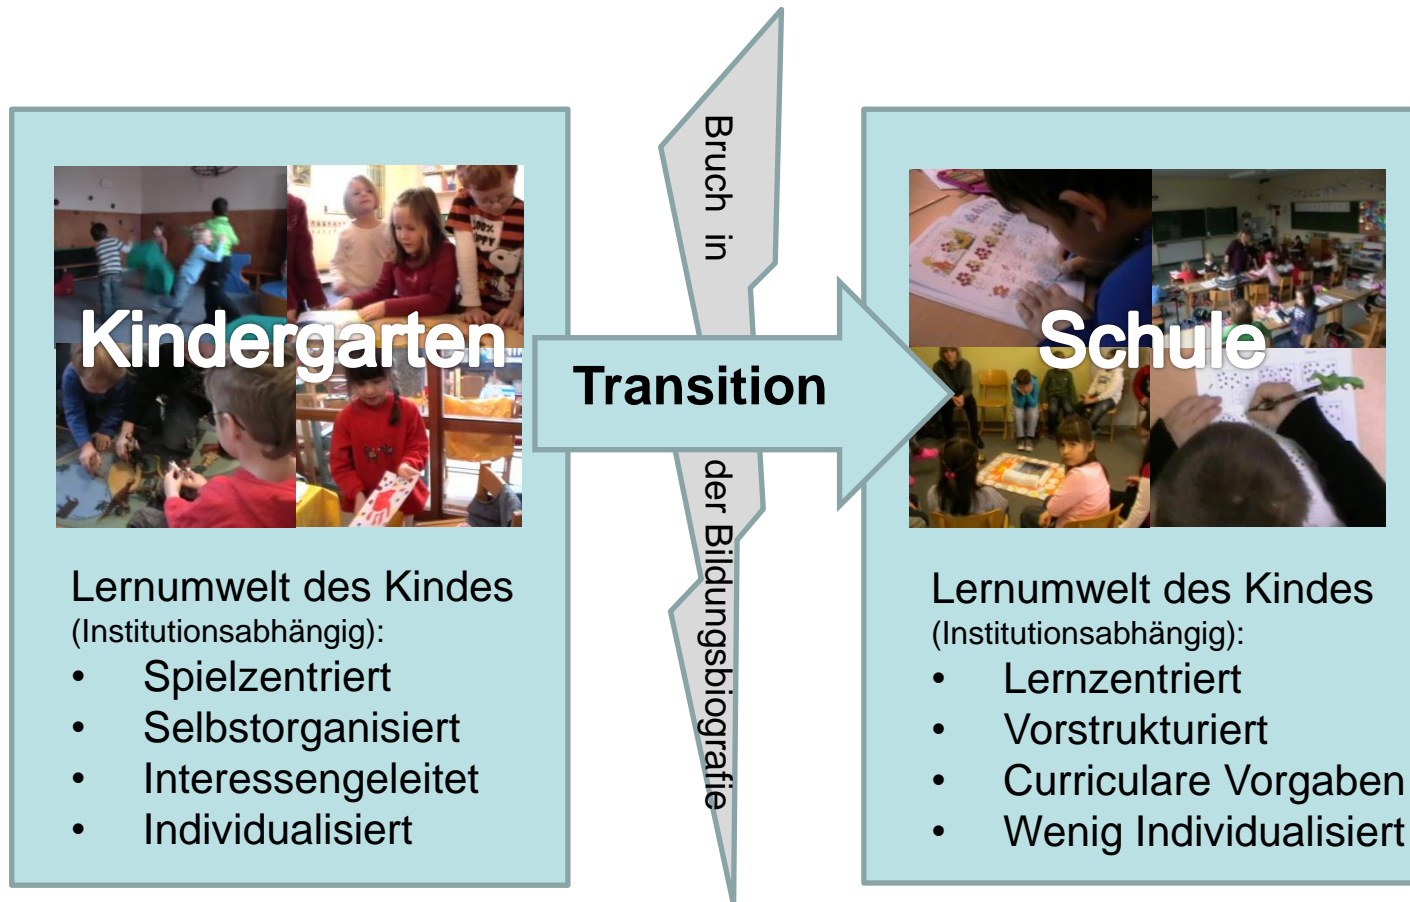 Kindergarten
Lernumwelt des Kindes
(Institutionsabhängig):
• Spielzentriert
• Selbstorganisiert
• Interessengeleitet
• Individualisiert
Bruch in
der Bildungsbiografie
Transition
Schule
Lernumwelt des Kindes
(Institutionsabhängig):
• Lernzentriert
• Vorstrukturiert
• Curriculare Vorgaben
• Wenig Individualisiert